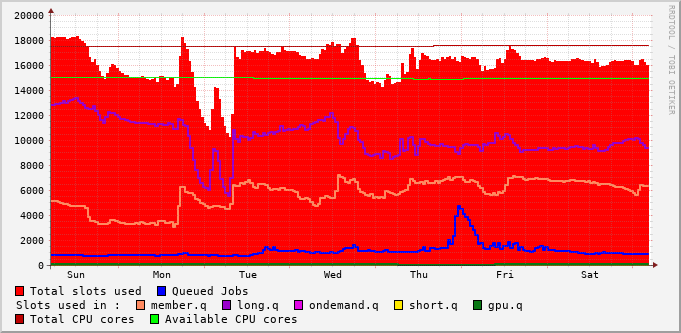 20000
18000
16000
14000
12000
10000
8000
6000
4000
2000
0
Sun Mon Tue Wed Thu Fri Sat
RRDTOOL / TOBI OETIKER
Total slots used Queued Jobs
Slots used in : member.q long.q ondemand.q short.q gpu.q
Total CPU cores Available CPU cores